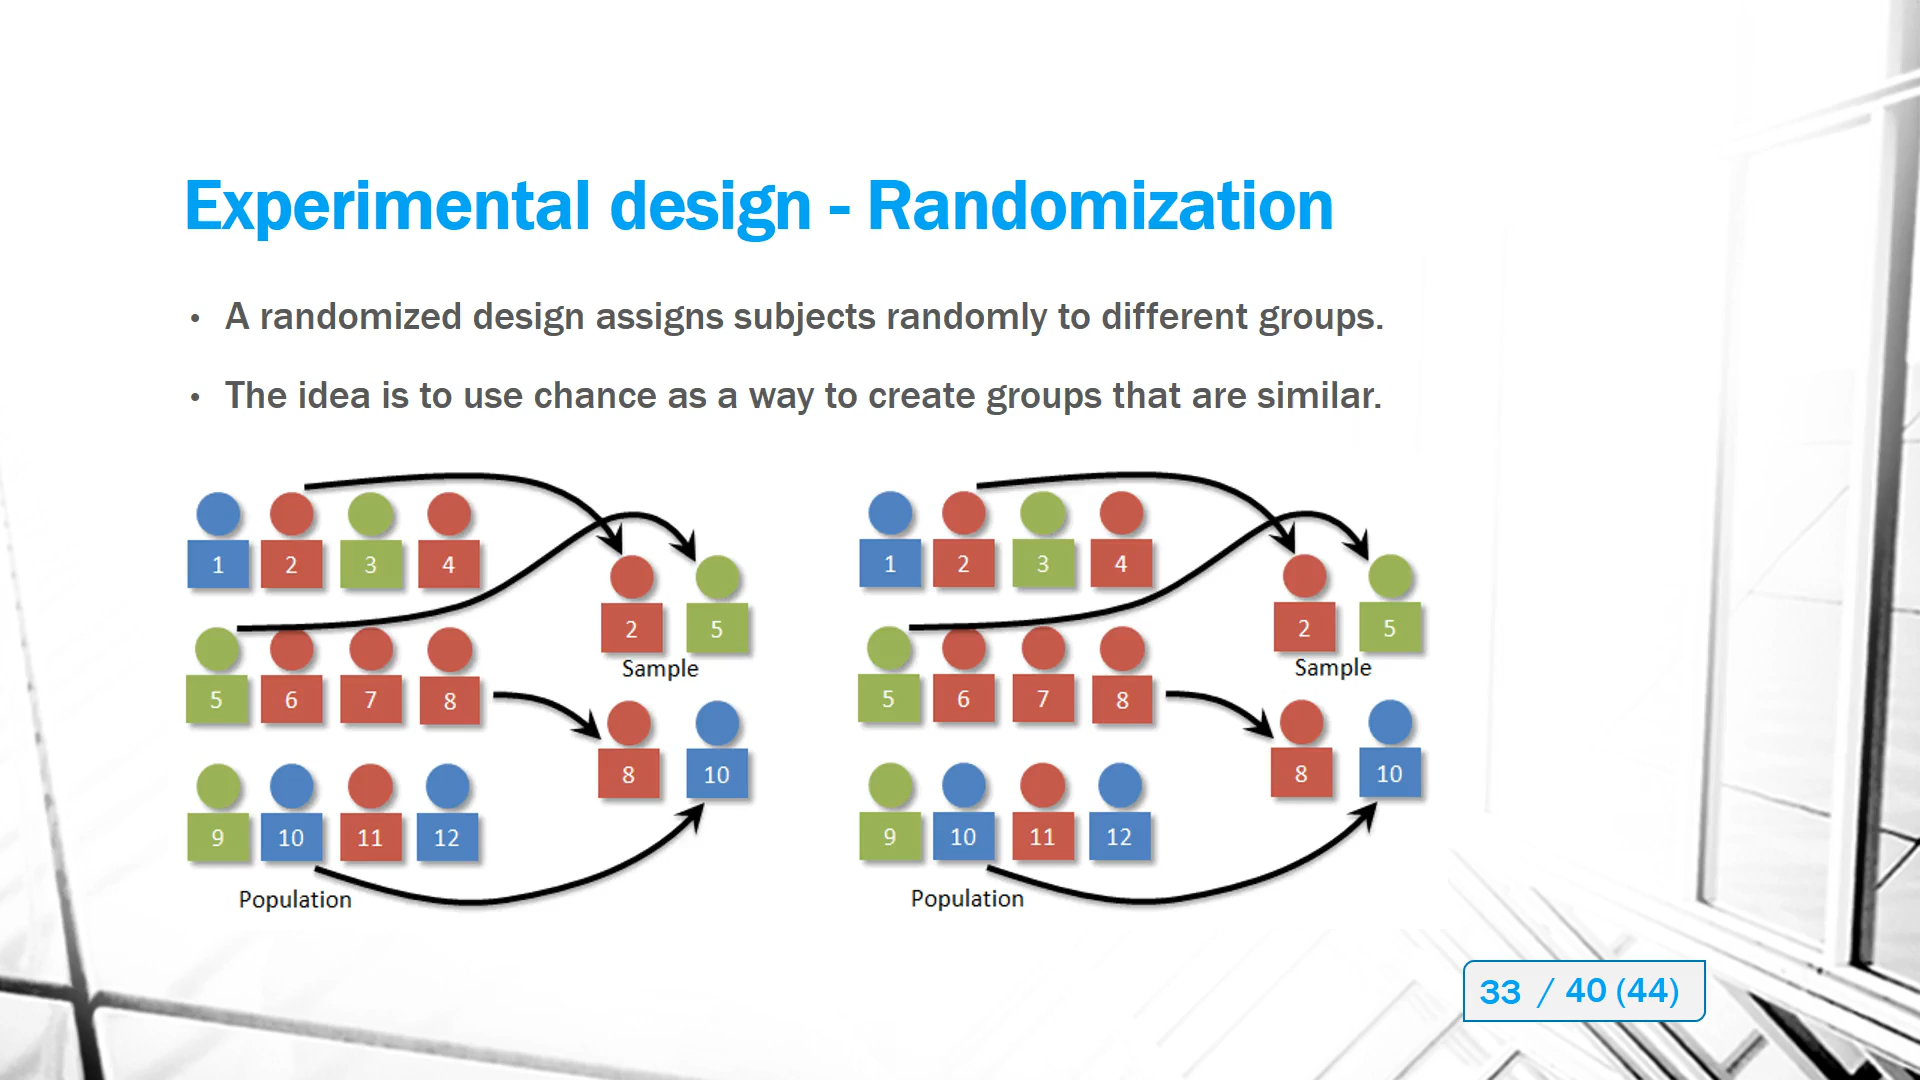 Experimental design - Randomization
• A randomized design assigns subjects randomly to different groups.
• The idea is to use chance as a way to create groups that are similar.
1 2 3 4
2 5
Sample
5 6 7 8
8 10
9 10 11 12
Population
1 2 3 4
2 5
Sample
5 6 7 8
8 10
9 10 11 12
Population
33 / 40 (44)